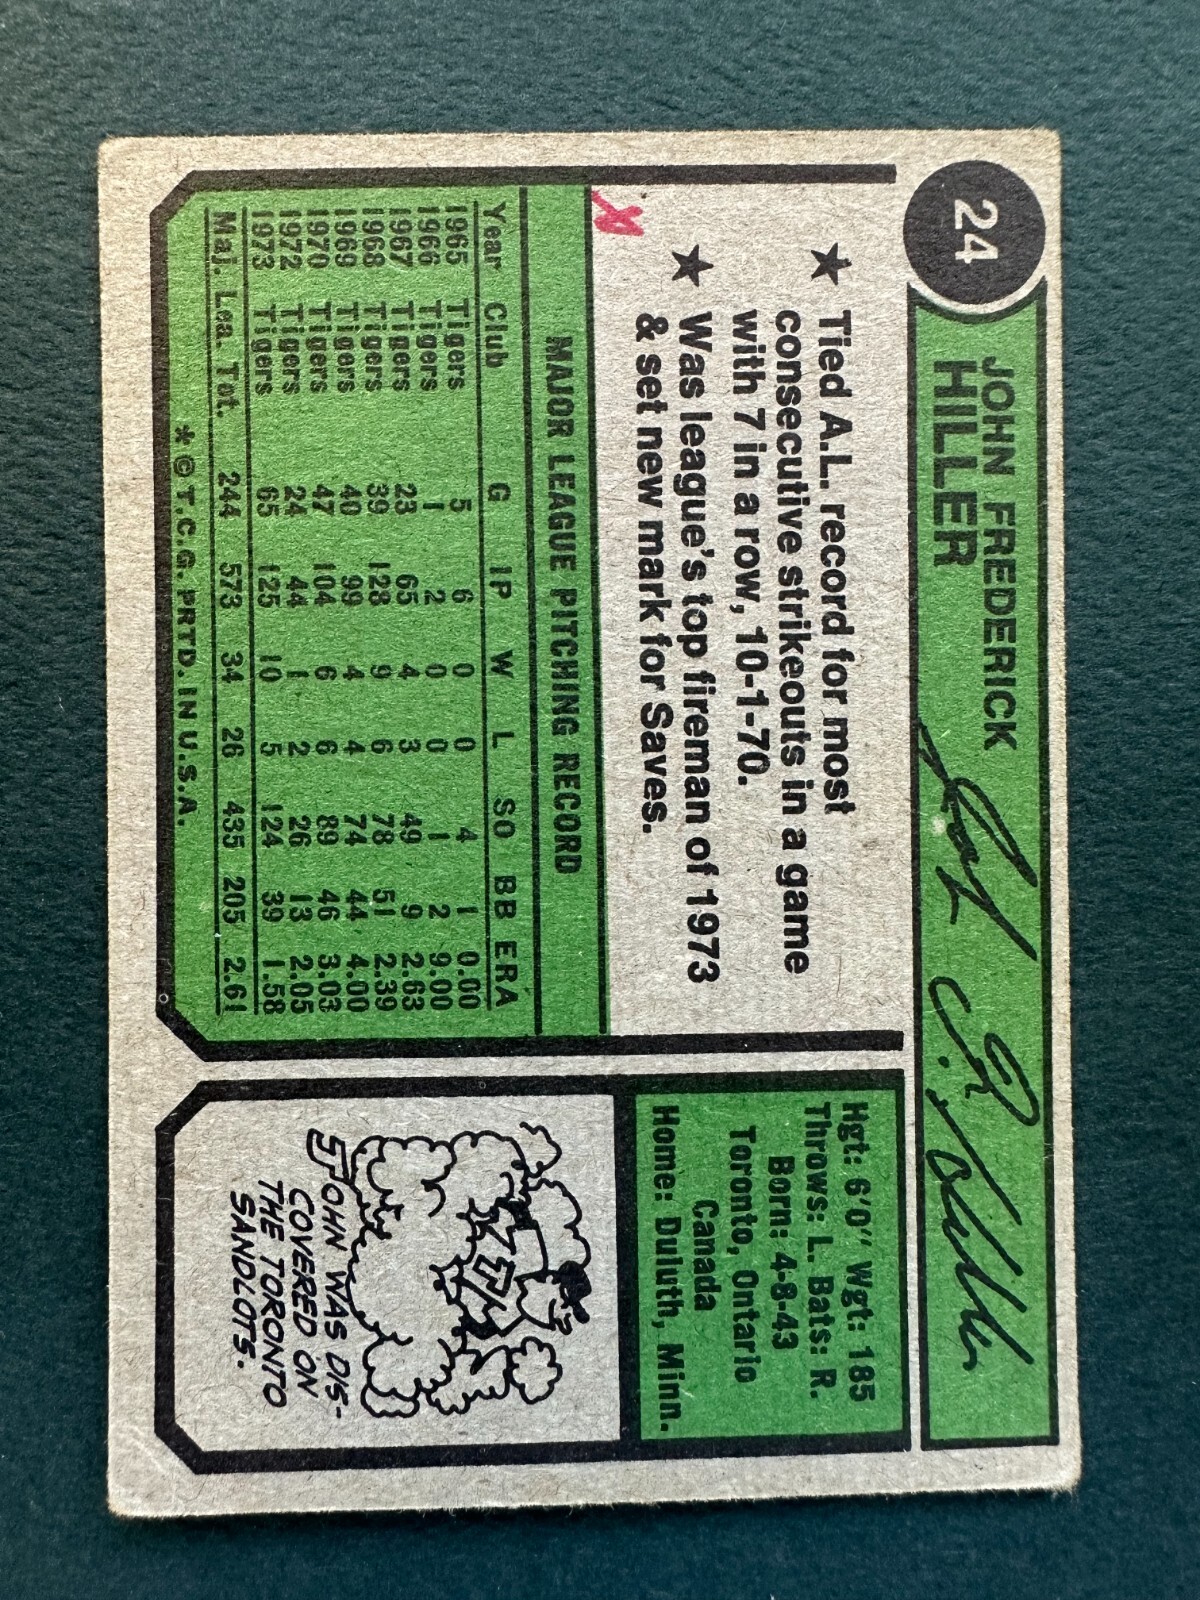 24
JOHN FREDERICK
HILLER
★ Tied A.L. record for most
consecutive strikeouts in a game
with 7 in a row, 10-1-70.
★ Was league's top fireman of 1973
& set new mark for Saves.
MAJOR LEAGUE PITCHING RECORD
Year Club G IP W L SO BB ERA
1965 Tigers 5 6 0 0 4 1 0.00
1966 Tigers 1 2 0 0 1 2 9.00
1967 Tigers 23 65 4 3 49 9 2.63
1968 Tigers 39 128 9 6 78 51 2.39
1969 Tigers 40 99 4 4 74 44 4.00
1970 Tigers 47 104 6 6 89 46 3.03
1972 Tigers 24 44 1 2 26 13 2.05
1973 Tigers 65 125 10 5 124 39 1.58
Maj. Lea. Tot. 244 573 34 26 435 205 2.61
* © T.C.G. PRTD. IN U.S.A.
Hgt: 6'0" Wgt: 185
Throws: L. Bats: R.
Born: 4-8-43
Toronto, Ontario
Canada
Home: Duluth, Minn.
JOHN WAS DIS-
COVERED ON
THE TORONTO
SANDLOTS.